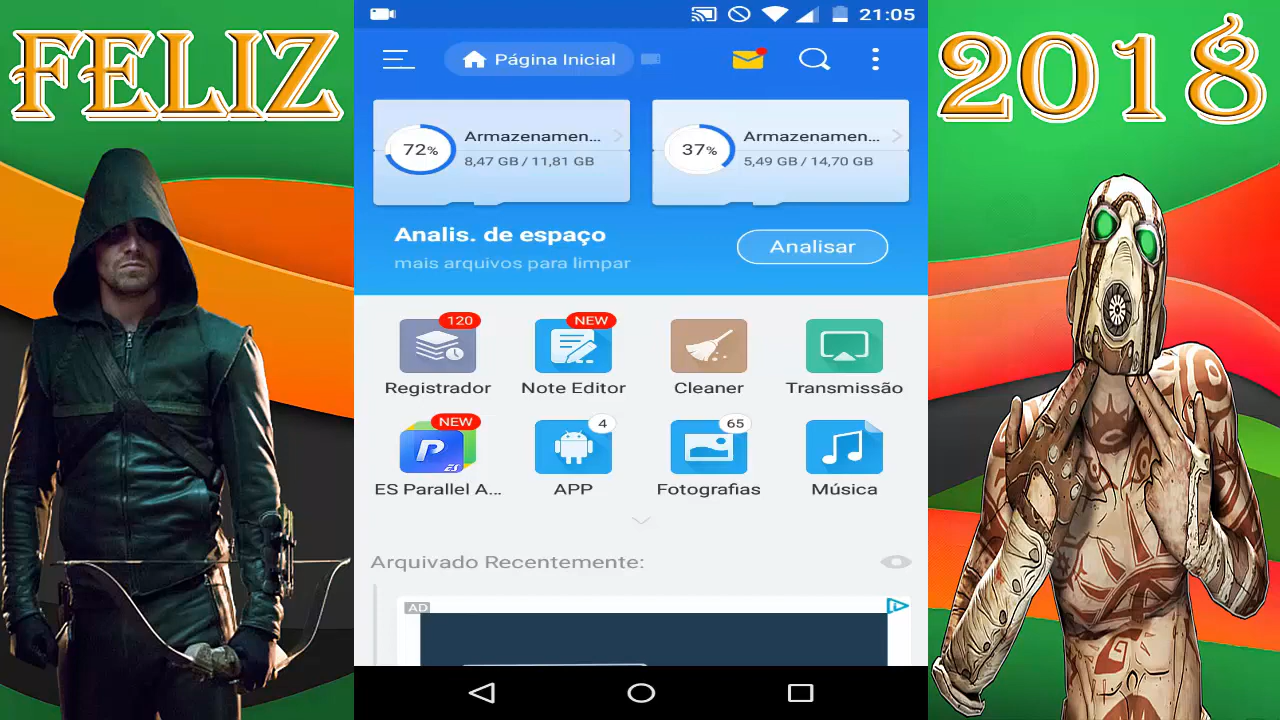 FELIZ
2018
21:05
Página Inicial
72%
Armazenamen...
8,47 GB / 11,81 GB
37%
Armazenamen...
5,49 GB / 14,70 GB
Analis. de espaço
mais arquivos para limpar
Analisar
120
NEW
Registrador
Note Editor
Cleaner
Transmissão
NEW
4
65
P
ES
ES Parallel A...
APP
Fotografias
Música
Arquivado Recentemente:
AD